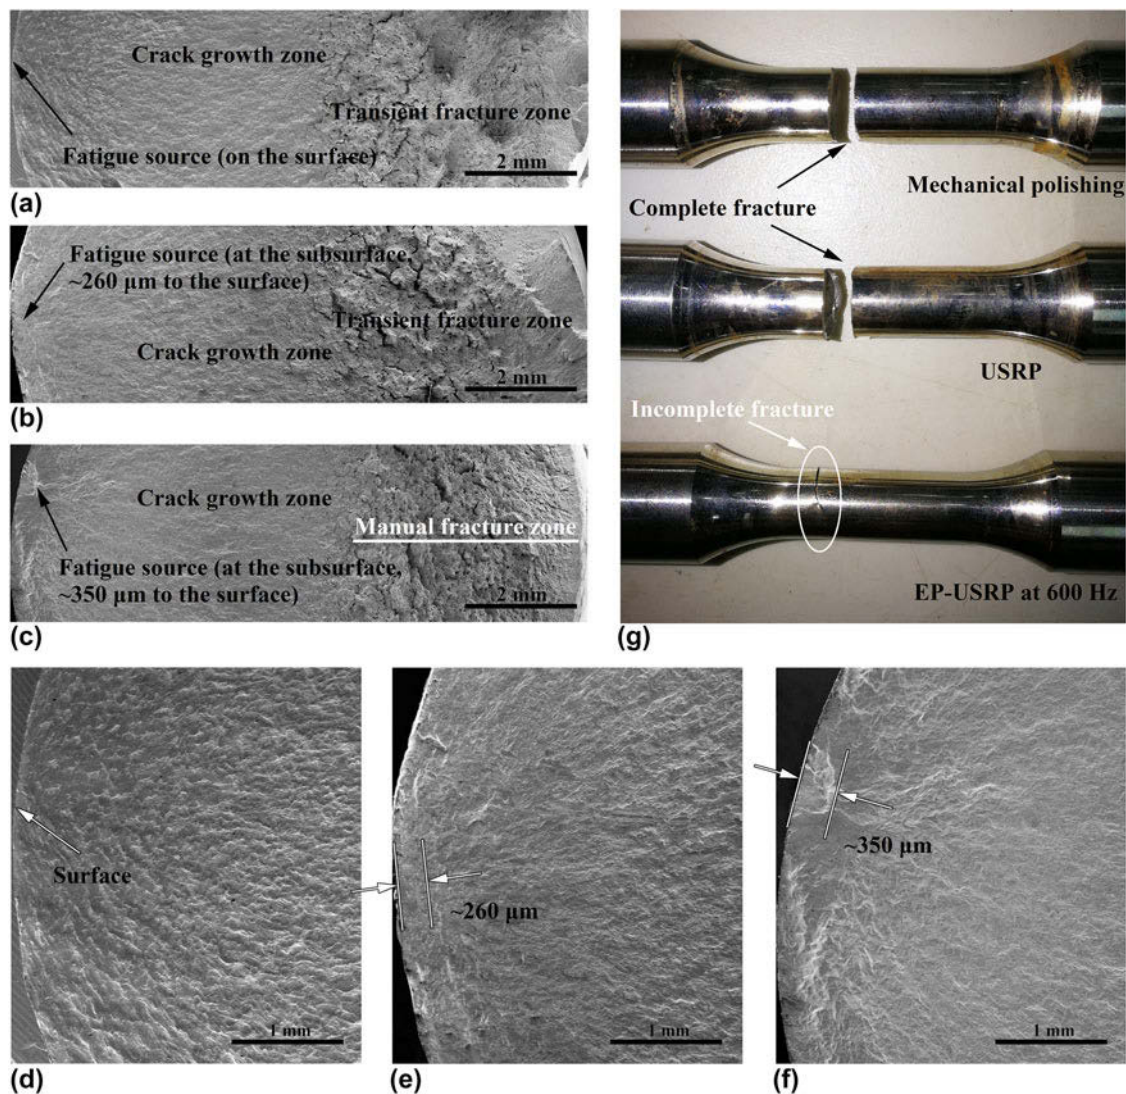 Crack growth zone
Transient fracture zone
Fatigue source (on the surface)
2 mm
(a)
Fatigue source (at the subsurface,
~260 μm to the surface)
Transient fracture zone
Crack growth zone
2 mm
(b)
Crack growth zone
Manual fracture zone
Fatigue source (at the subsurface,
~350 μm to the surface)
2 mm
(c)
Mechanical polishing
Complete fracture
USRP
Incomplete fracture
EP-USRP at 600 Hz
(g)
Surface
1 mm
(d)
~260 μm
1 mm
(e)
~350 μm
1 mm
(f)